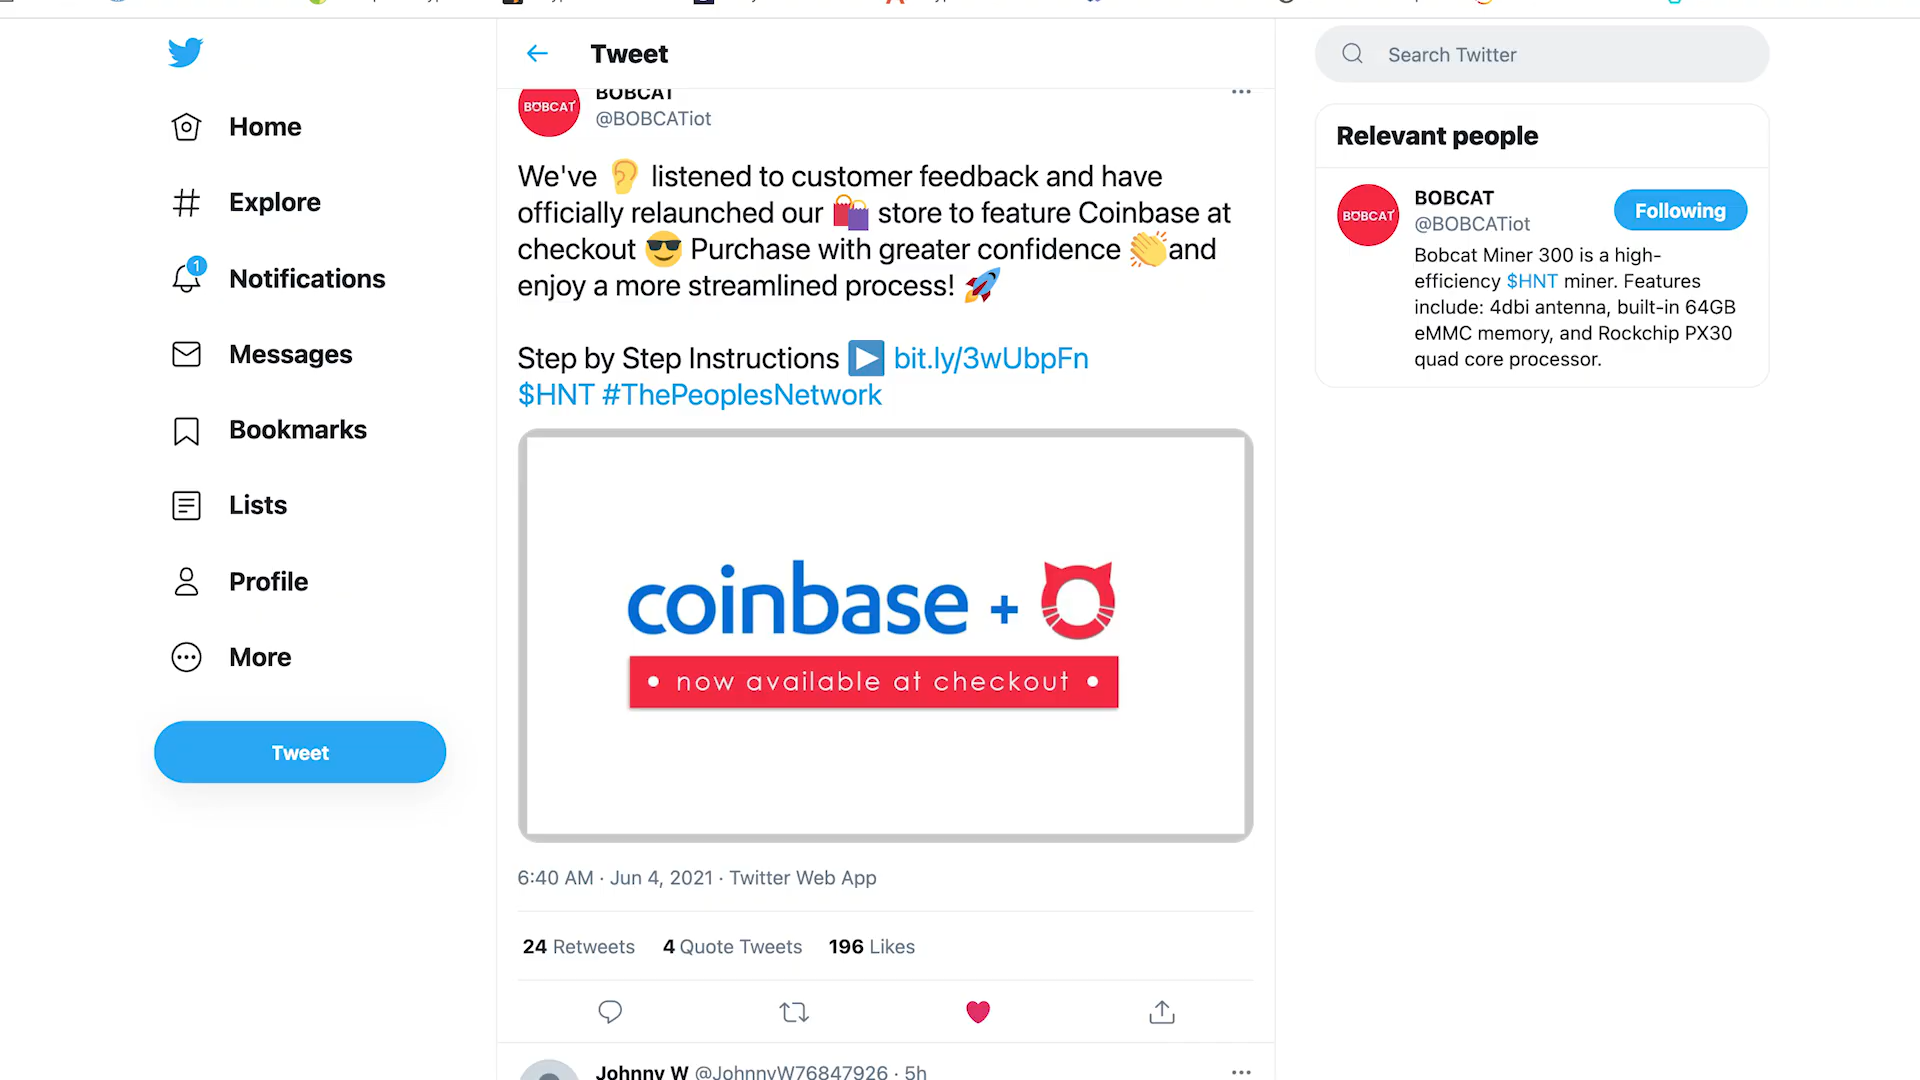 Tweet
Search Twitter
BOBCAT
BOBCAT
@BOBCATiot
Home
Explore
1
Notifications
Messages
Bookmarks
Lists
Profile
More
Tweet
We've 👂 listened to customer feedback and have
officially relaunched our 🛍️ store to feature Coinbase at
checkout 😎 Purchase with greater confidence 👏and
enjoy a more streamlined process! 🚀
Step by Step Instructions ▶️ bit.ly/3wUbpFn
$HNT #ThePeoplesNetwork
coinbase +
• now available at checkout •
6:40 AM · Jun 4, 2021 · Twitter Web App
24 Retweets 4 Quote Tweets 196 Likes
Johnny W @JohnnyW76847926 · 5h
Relevant people
BOBCAT
BOBCAT
@BOBCATiot
Following
Bobcat Miner 300 is a high-
efficiency $HNT miner. Features
include: 4dbi antenna, built-in 64GB
eMMC memory, and Rockchip PX30
quad core processor.